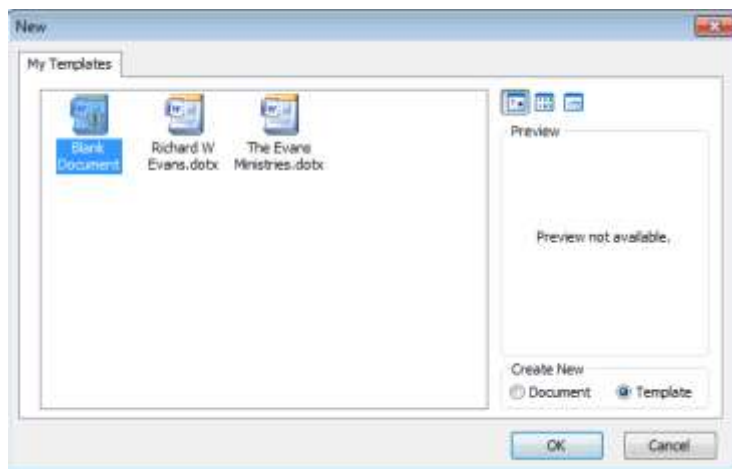 New
My Templates
Blank
Document
Richard W
Evans.dotx
The Evans
Ministries.dotx
Preview
Preview not available.
Create New
Document
Template
OK
Cancel